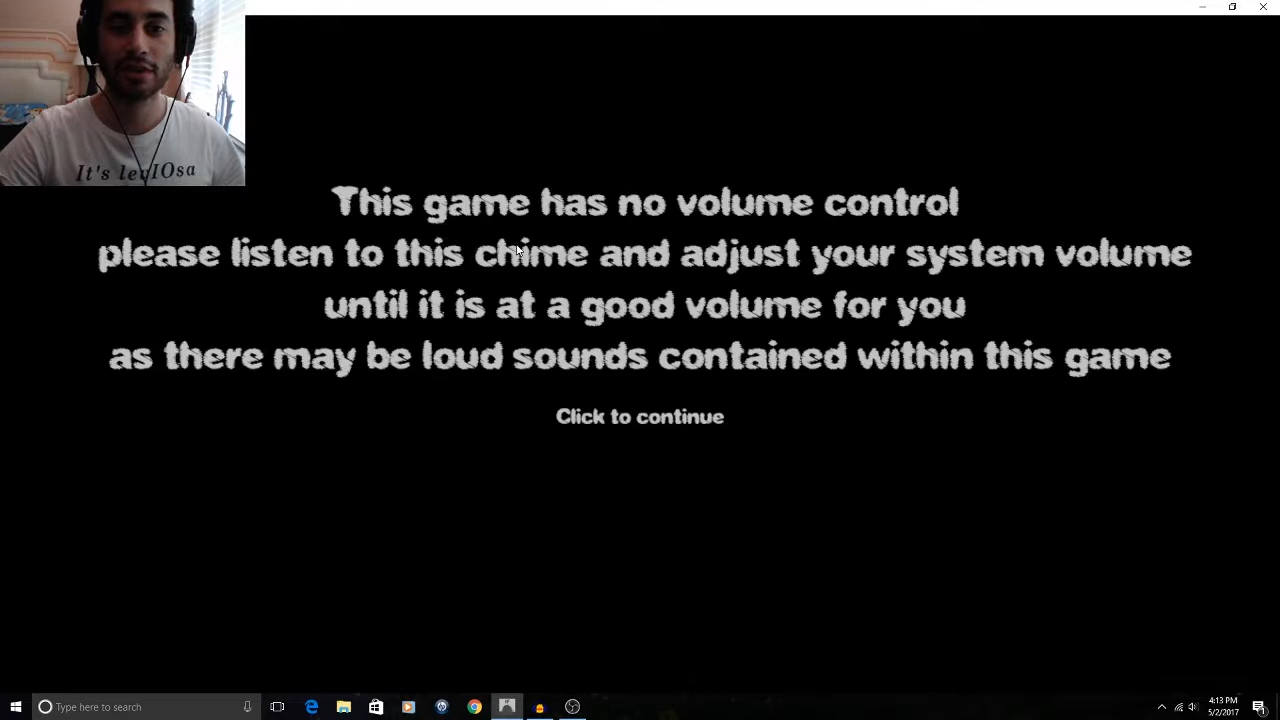 It's levIOsa
This game has no volume control
please listen to this chime and adjust your system volume
until it is at a good volume for you
as there may be loud sounds contained within this game
Click to continue
Type here to search
4:13 PM
5/2/2017